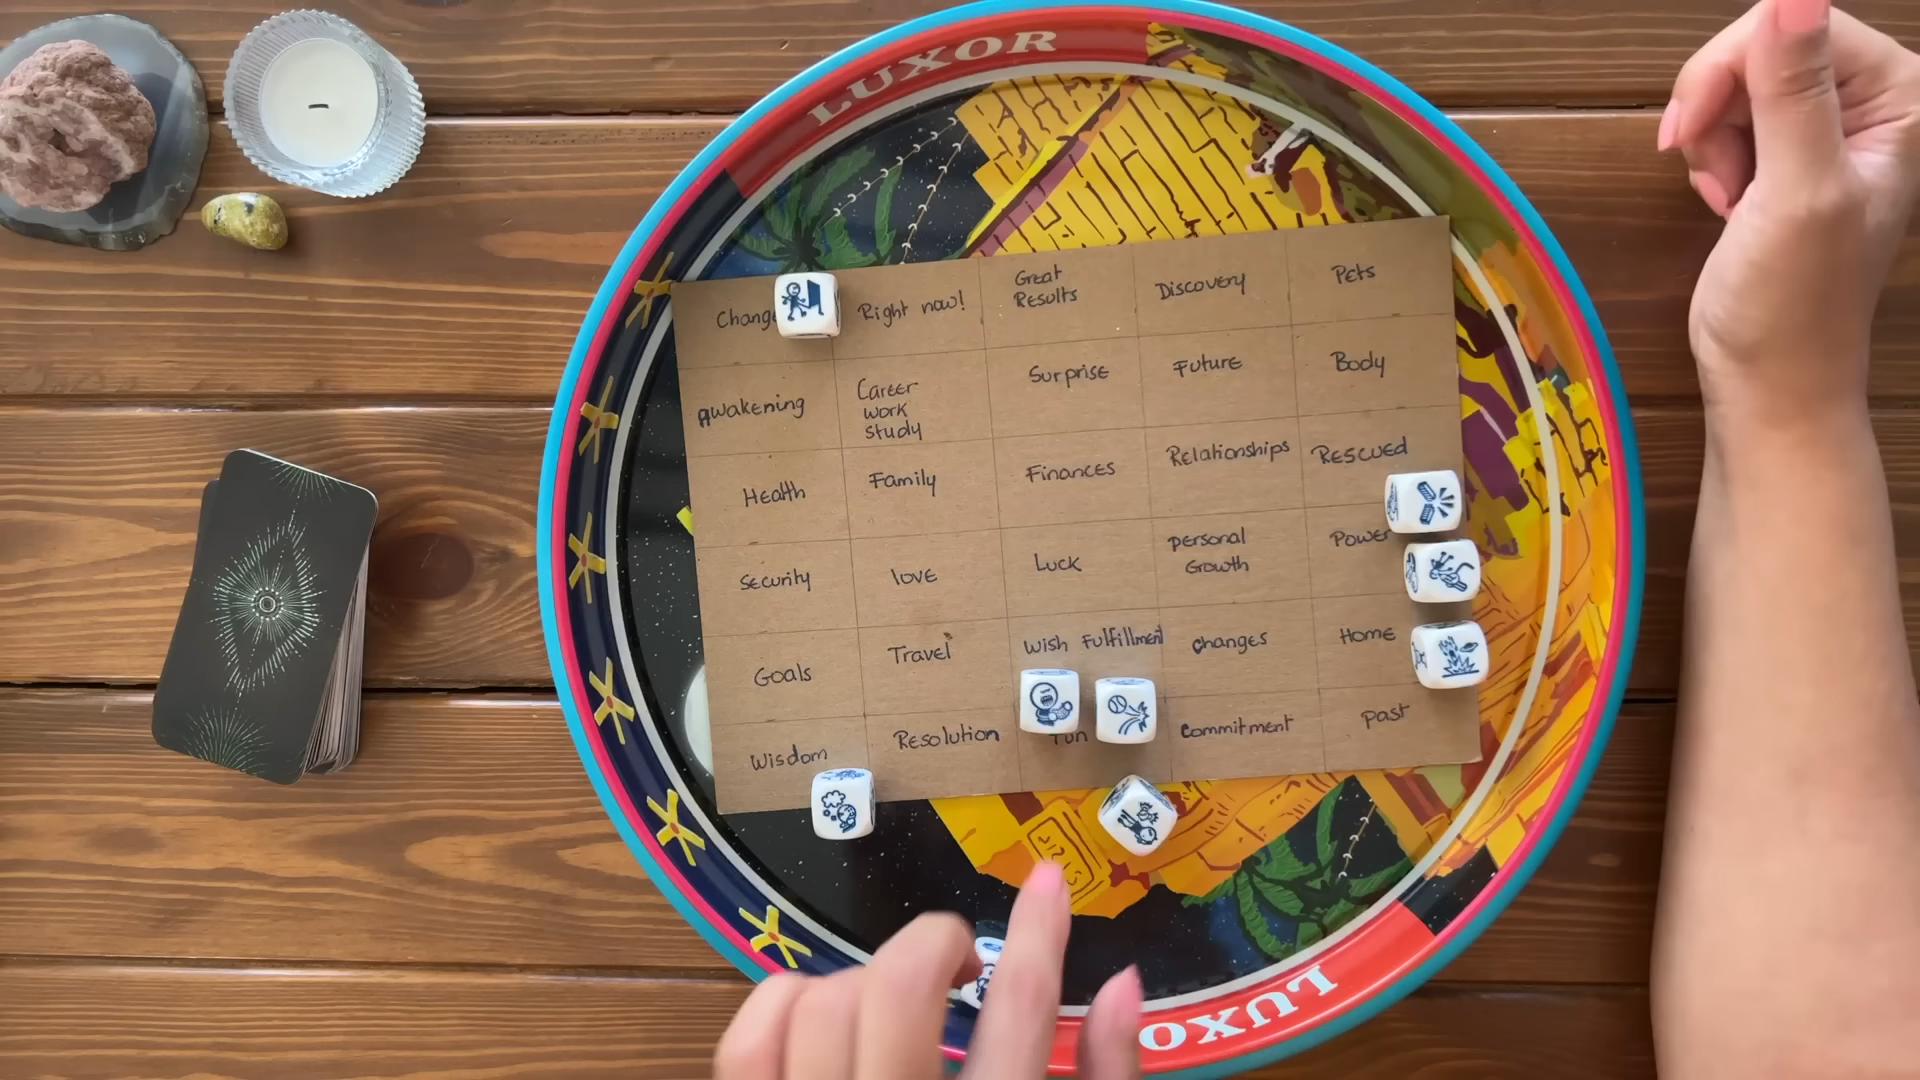 LUXOR
Change
Right now!
Great
Results
Discovery
Pets
Awakening
Career
work
study
Surprise
Future
Body
Health
Family
Finances
Relationships
Rescued
Security
love
Luck
personal
Growth
Power
Goals
Travel
Wish Fulfillment
changes
Home
Wisdom
Resolution
fun
commitment
past
LUXO